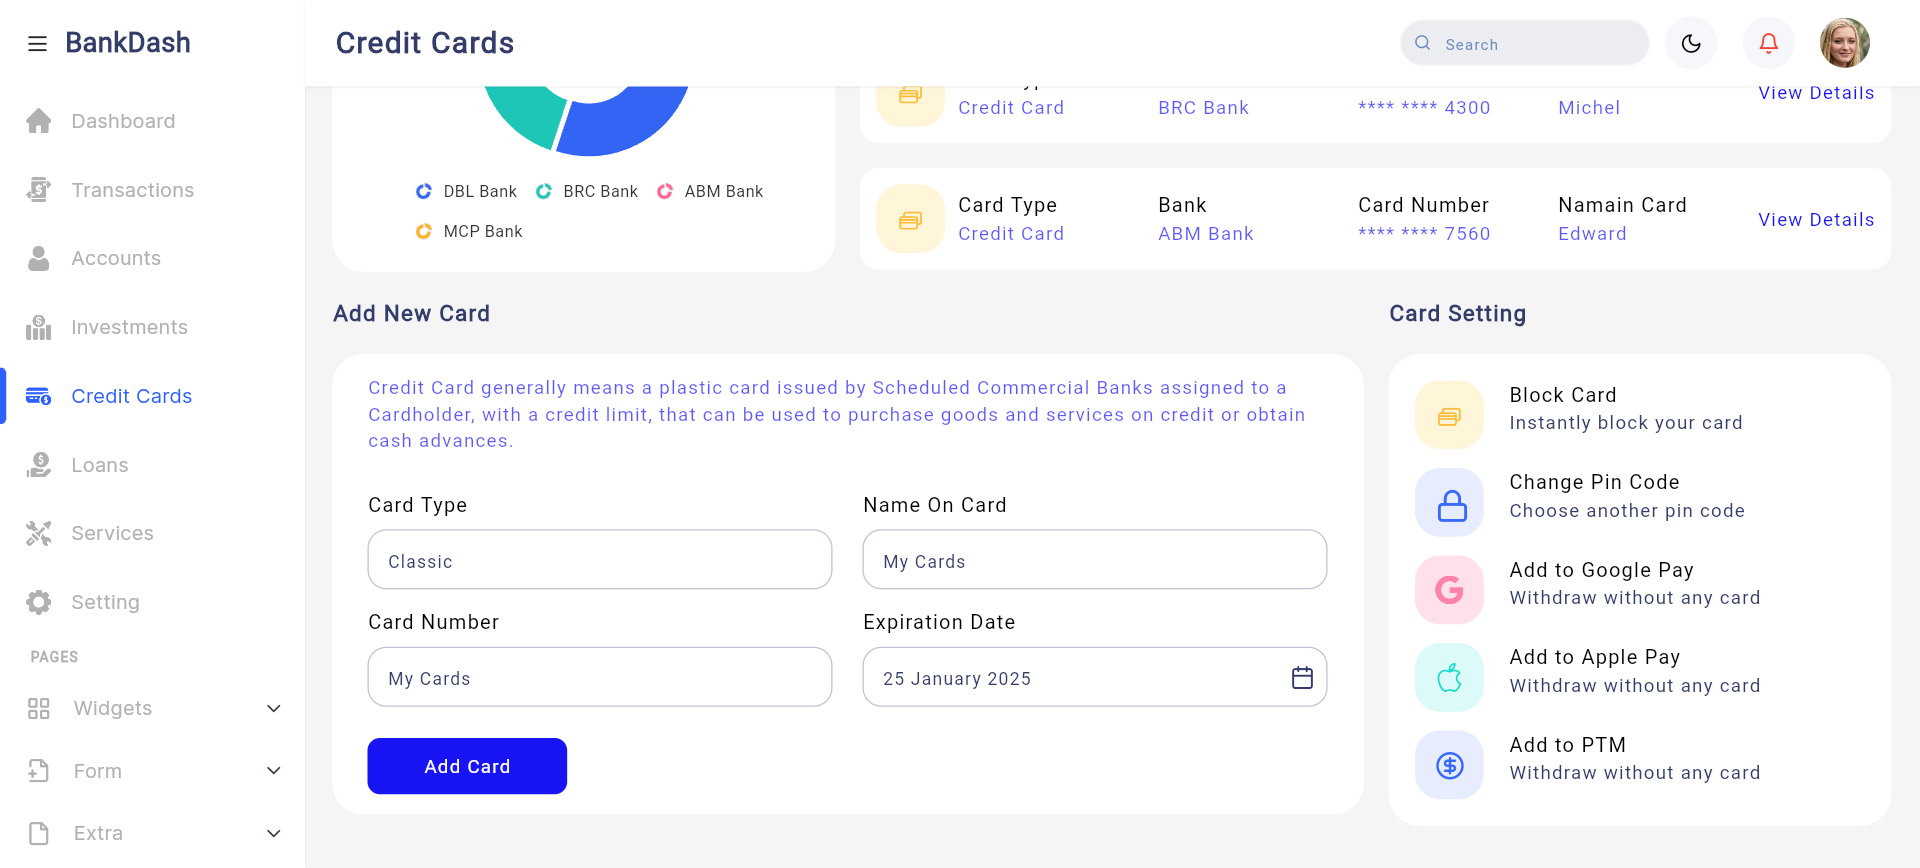 BankDash
Credit Cards
Search
Dashboard
Transactions
Accounts
Investments
Credit Cards
Loans
Services
Setting
PAGES
Widgets
Form
Extra
DBL Bank
BRC Bank
ABM Bank
MCP Bank
Credit Card
BRC Bank
**** **** 4300
Michel
View Details
Card Type
Bank
Card Number
Namain Card
View Details
Credit Card
ABM Bank
**** **** 7560
Edward
Add New Card
Credit Card generally means a plastic card issued by Scheduled Commercial Banks assigned to a
Cardholder, with a credit limit, that can be used to purchase goods and services on credit or obtain
cash advances.
Card Type
Name On Card
Classic
My Cards
Card Number
Expiration Date
My Cards
25 January 2025
Add Card
Card Setting
Block Card
Instantly block your card
Change Pin Code
Choose another pin code
Add to Google Pay
Withdraw without any card
Add to Apple Pay
Withdraw without any card
Add to PTM
Withdraw without any card